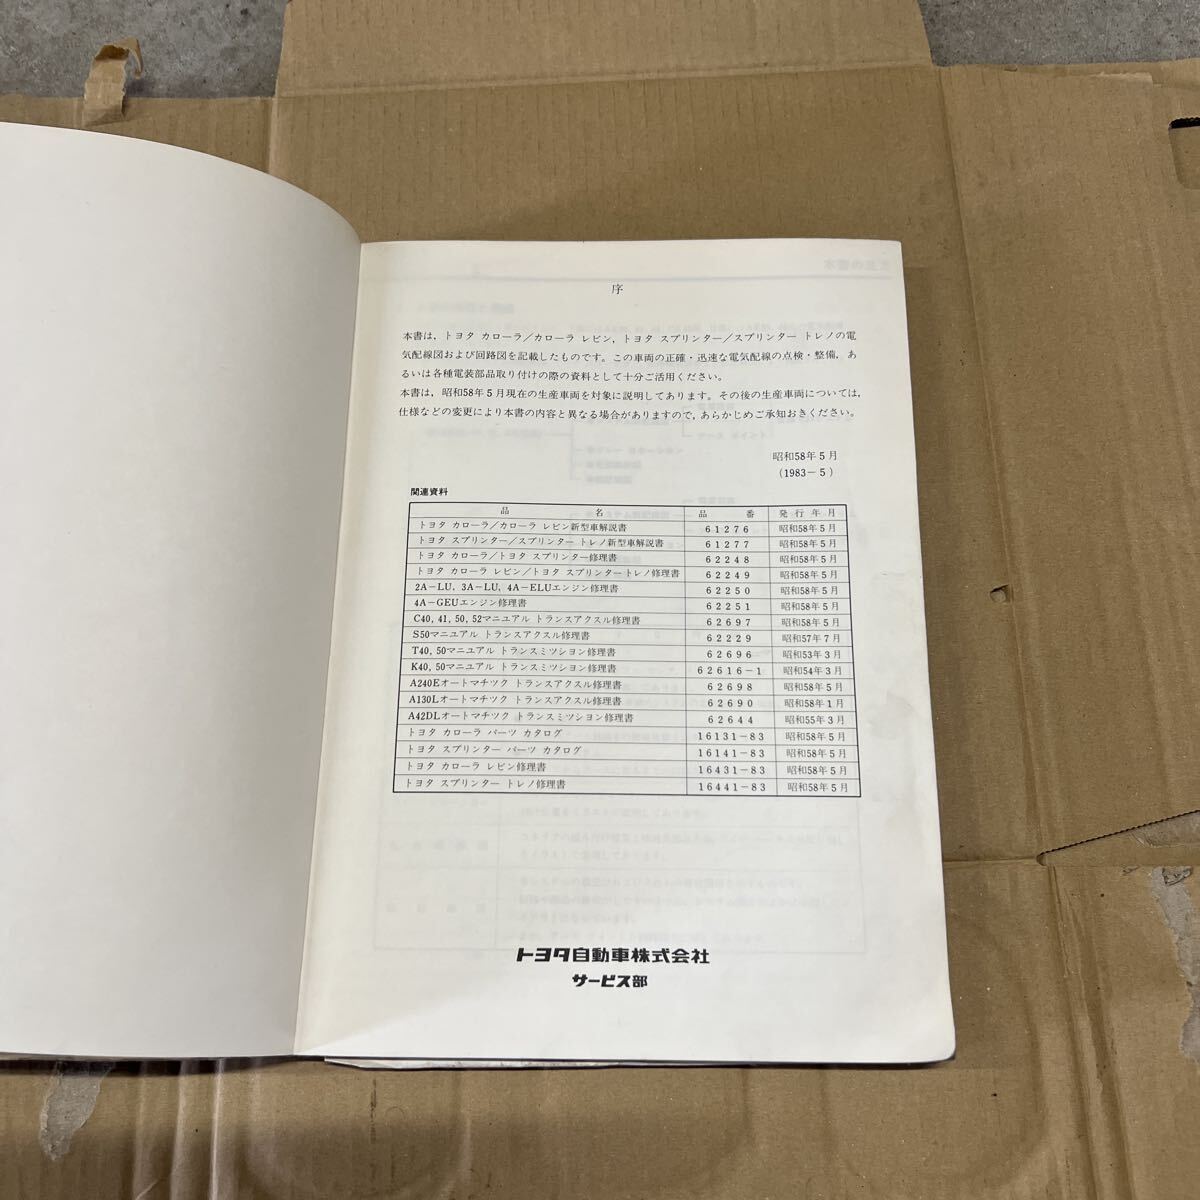 序
本書は，トヨタ カローラ／カローラ レビン，トヨタ スプリンター／スプリンター トレノの電
気配線図および回路図を記載したものです。この車両の正確・迅速な電気配線の点検・整備，あ
るいは各種電装部品取り付けの際の資料として十分ご活用ください。
本書は，昭和58年5月現在の生産車両を対象に説明してあります。その後の生産車両については，
仕様などの変更により本書の内容と異なる場合がありますので，あらかじめご承知おきください。
昭和58年5月
(1983－5)
関連資料
品 名 品 番 発行年月
トヨタ カローラ／カローラ レビン新型車解説書 61276 昭和58年5月
トヨタ スプリンター／スプリンター トレノ新型車解説書 61277 昭和58年5月
トヨタ カローラ／トヨタ スプリンター修理書 62248 昭和58年5月
トヨタ カローラ レビン／トヨタ スプリンタートレノ修理書 62249 昭和58年5月
2A－LU，3A－LU，4A－ELUエンジン修理書 62250 昭和58年5月
4A－GEUエンジン修理書 62251 昭和58年5月
C40, 41, 50, 52マニユアル トランスアクスル修理書 62697 昭和58年5月
S50マニユアル トランスアクスル修理書 62229 昭和57年7月
T40, 50マニユアル トランスミツシヨン修理書 62696 昭和53年3月
K40, 50マニユアル トランスミツシヨン修理書 62616－1 昭和54年3月
A240Eオートマチツク トランスアクスル修理書 62698 昭和58年5月
A130Lオートマチツク トランスアクスル修理書 62690 昭和58年1月
A42DLオートマチツク トランスミツシヨン修理書 62644 昭和55年3月
トヨタ カローラ パーツ カタログ 16131－83 昭和58年5月
トヨタ スプリンター パーツ カタログ 16141－83 昭和58年5月
トヨタ カローラ レビン修理書 16431－83 昭和58年5月
トヨタ スプリンター トレノ修理書 16441－83 昭和58年5月
トヨタ自動車株式会社
サービス部